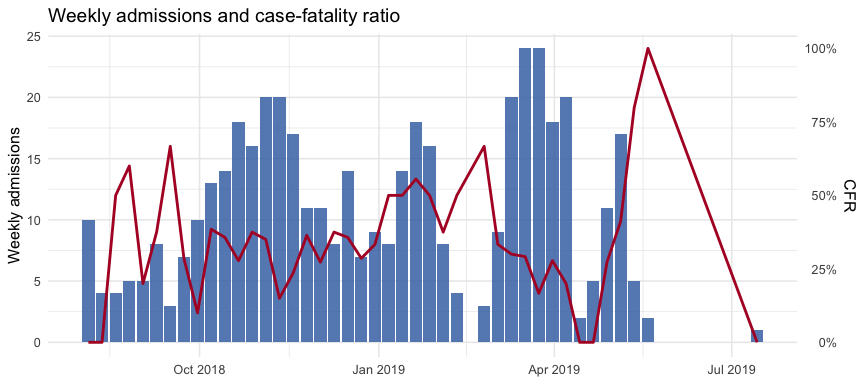 Weekly admissions and case-fatality ratio
25
20
15
10
5
0
Weekly admissions
100%
75%
50%
25%
0%
CFR
Oct 2018
Jan 2019
Apr 2019
Jul 2019